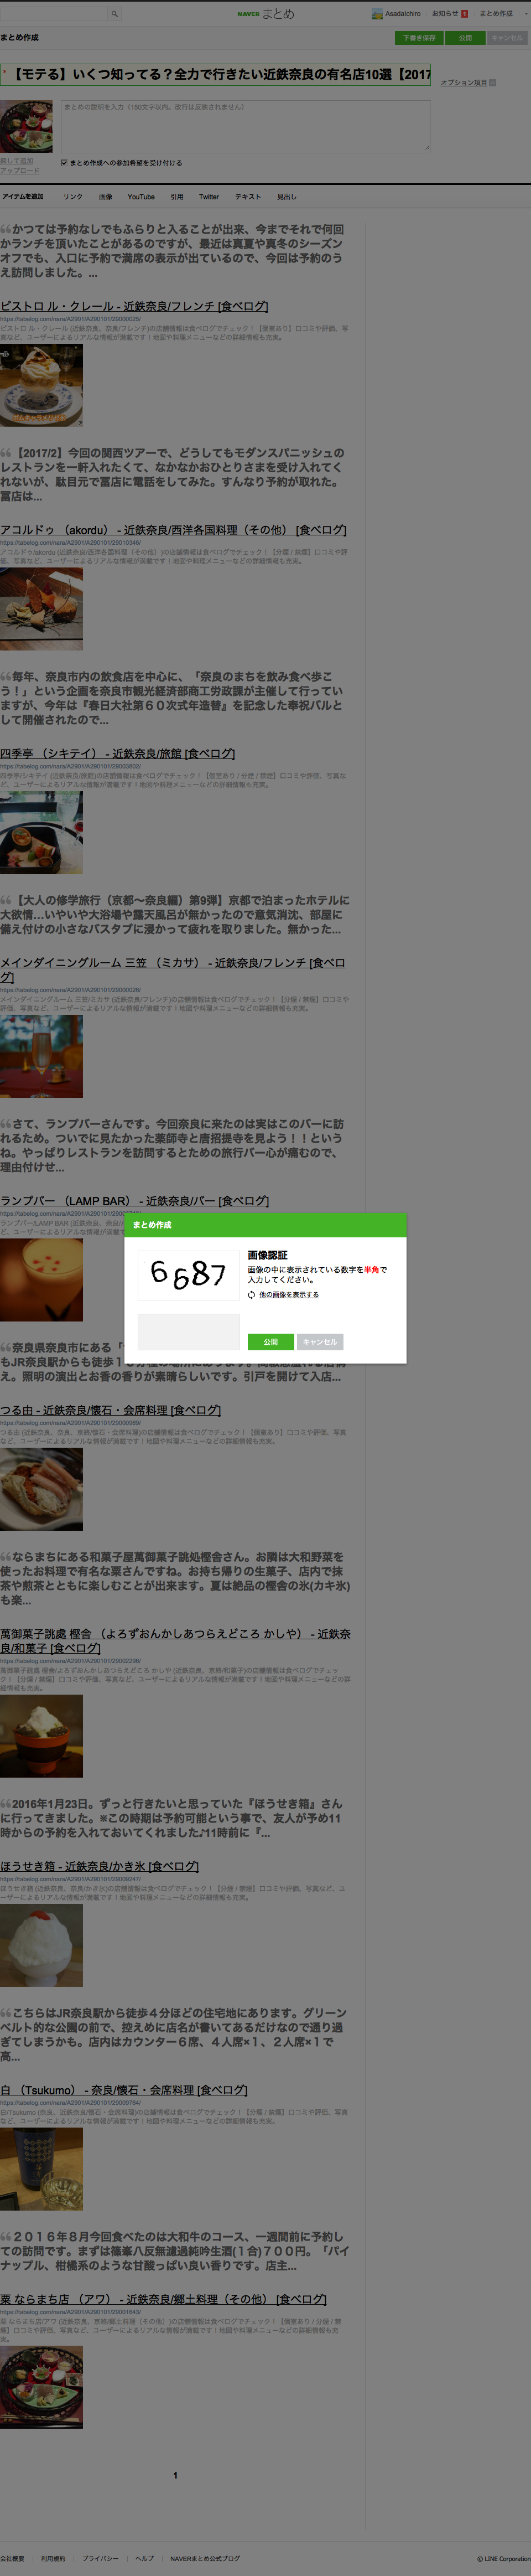 NAVER まとめ
AsadaIchiro お知らせ まとめ作成
まとめ作成
下書き保存 公開 キャンセル
【モテる】いくつ知ってる？全力で行きたい近鉄奈良の有名店10選【2017
オプション項目
まとめの説明を入力（150文字以内。改行は反映されません）
探して追加
アップロード
まとめ作成への参加希望を受け付ける
アイテムを追加 リンク 画像 YouTube 引用 Twitter テキスト 見出し
かつては予約なしでもふらりと入ることが出来、今までそれで何回
かランチを頂いたことがあるのですが、最近は真夏や真冬のシーズン
オフでも、入口に予約で満席の表示が出ているので、今回は予約のう
え訪問しました。...
ビストロ ル・クレール - 近鉄奈良/フレンチ [食べログ]
https://tabelog.com/nara/A2901/A290101/29000025/
ビストロ ル・クレール (近鉄奈良、奈良/フレンチ)の店舗情報は食べログでチェック！【個室あり】口コミや評価、写
真など、ユーザーによるリアルな情報が満載です！地図や料理メニューなどの詳細情報も充実。
【2017/2】今回の関西ツアーで、どうしてもモダンスパニッシュの
レストランを一軒入れたくて、なかなかおひとりさまを受け入れてく
れないが、駄目元で冨店に電話をしてみた。すんなり予約が取れた。
冨店は...
アコルドゥ （akordu） - 近鉄奈良/西洋各国料理（その他） [食べログ]
https://tabelog.com/nara/A2901/A290101/29010346/
アコルドゥ/akordu (近鉄奈良/西洋各国料理（その他）)の店舗情報は食べログでチェック！【分煙 / 禁煙】口コミや評
価、写真など、ユーザーによるリアルな情報が満載です！地図や料理メニューなどの詳細情報も充実。
毎年、奈良市内の飲食店を中心に、「奈良のまちを飲み食べ歩こ
う！」という企画を奈良市観光経済部商工労政課が主催して行ってい
ますが、今年は『春日大社第６０次式年造替』を記念した奉祝バルと
して開催されたので...
四季亭 （シキテイ） - 近鉄奈良/旅館 [食べログ]
https://tabelog.com/nara/A2901/A290101/29003802/
四季亭/シキテイ (近鉄奈良/旅館)の店舗情報は食べログでチェック！【個室あり / 分煙 / 禁煙】口コミや評価、写真な
ど、ユーザーによるリアルな情報が満載です！地図や料理メニューなどの詳細情報も充実。
【大人の修学旅行（京都〜奈良編）第9弾】京都で泊まったホテルに
大欲情…いやいや大浴場や露天風呂が無かったので意気消沈、部屋に
備え付けの小さなバスタブに浸かって疲れを取りました。無かった...
メインダイニングルーム 三笠 （ミカサ） - 近鉄奈良/フレンチ [食べロ
グ]
https://tabelog.com/nara/A2901/A290101/29000026/
メインダイニングルーム 三笠/ミカサ (近鉄奈良/フレンチ)の店舗情報は食べログでチェック！【分煙 / 禁煙】口コミや
評価、写真など、ユーザーによるリアルな情報が満載です！地図や料理メニューなどの詳細情報も充実。
さて、ランプバーさんです。今回奈良に来たのは実はこのバーに訪
れるため。ついでに見たかった薬師寺と唐招提寺を見よう！！という
ね。やっぱりレストランを訪問するとための旅行バー心が痛むので、
理由付けせ...
ランプバー （LAMP BAR） - 近鉄奈良/バー [食べログ]
まとめ作成
6687
画像認証
画像の中に表示されている数字を半角で
入力してください。
他の画像を表示する
公開 キャンセル
奈良県奈良市にある「
もJR奈良駅からも徒歩１
え。照明の演出とお香の香りが素晴らしいです。引戸を開けて入店...
つる由 - 近鉄奈良/懐石・会席料理 [食べログ]
https://tabelog.com/nara/A2901/A290101/29000969/
つる由 (近鉄奈良、奈良、京終/懐石・会席料理)の店舗情報は食べログでチェック！【個室あり】口コミや評価、写真
など、ユーザーによるリアルな情報が満載です！地図や料理メニューなどの詳細情報も充実。
ならまちにある和菓子屋萬御菓子誂処樫舎さん。お隣は大和野菜を
使ったお料理で有名な粟さんですね。お持ち帰りの生菓子、店内で抹
茶や煎茶とともに楽しむことが出来ます。夏は絶品の樫舎の氷(カキ氷)
も楽...
萬御菓子誂處 樫舎 （よろずおんかしあつらえどころ かしや） - 近鉄奈
良/和菓子 [食べログ]
https://tabelog.com/nara/A2901/A290101/29002296/
萬御菓子誂處 樫舎/よろずおんかしあつらえどころ かしや (近鉄奈良、京終/和菓子)の店舗情報は食べログでチェッ
ク！【分煙 / 禁煙】口コミや評価、写真など、ユーザーによるリアルな情報が満載です！地図や料理メニューなどの詳細
情報も充実。
2016年1月23日。ずっと行きたいと思っていた『ほうせき箱』さん
に行ってきました。※この時期は予約可能という事で、友人が予め11
時からの予約を入れておいてくれました♪11時前に『...
ほうせき箱 - 近鉄奈良/かき氷 [食べログ]
https://tabelog.com/nara/A2901/A290101/29009247/
ほうせき箱 (近鉄奈良、奈良/かき氷)の店舗情報は食べログでチェック！【分煙 / 禁煙】口コミや評価、写真など、ユ
ーザーによるリアルな情報が満載です！地図や料理メニューなどの詳細情報も充実。
こちらはJR奈良駅から徒歩４分ほどの住宅地にあります。グリーン
ベルト的な公園の前で、控えめに店名が書いてあるだけなので通り過
ぎてしまうかも。店内はカウンター６席、４人席×１、２人席×１で
高...
白 （Tsukumo） - 奈良/懐石・会席料理 [食べログ]
https://tabelog.com/nara/A2901/A290101/29009764/
白/Tsukumo (奈良、近鉄奈良/懐石・会席料理)の店舗情報は食べログでチェック！【分煙 / 禁煙】口コミや評価、写真
など、ユーザーによるリアルな情報が満載です！地図や料理メニューなどの詳細情報も充実。
２０１６年８月今回食べたのは大和牛のコース、一週間前に予約し
ての訪問です。まずは篠峯八反無濾過純吟生酒(１合)７００円。「パイ
ナップル、柑橘系のような甘酸っぱい良い香りです。店主...
粟 ならまち店 （アワ） - 近鉄奈良/郷土料理（その他） [食べログ]
https://tabelog.com/nara/A2901/A290101/29001843/
粟 ならまち店/アワ (近鉄奈良、京終/郷土料理（その他）)の店舗情報は食べログでチェック！【個室あり / 分煙 / 禁
煙】口コミや評価、写真など、ユーザーによるリアルな情報が満載です！地図や料理メニューなどの詳細情報も充
実。
1
会社概要 利用規約 プライバシー ヘルプ NAVERまとめ公式ブログ
© LINE Corporation